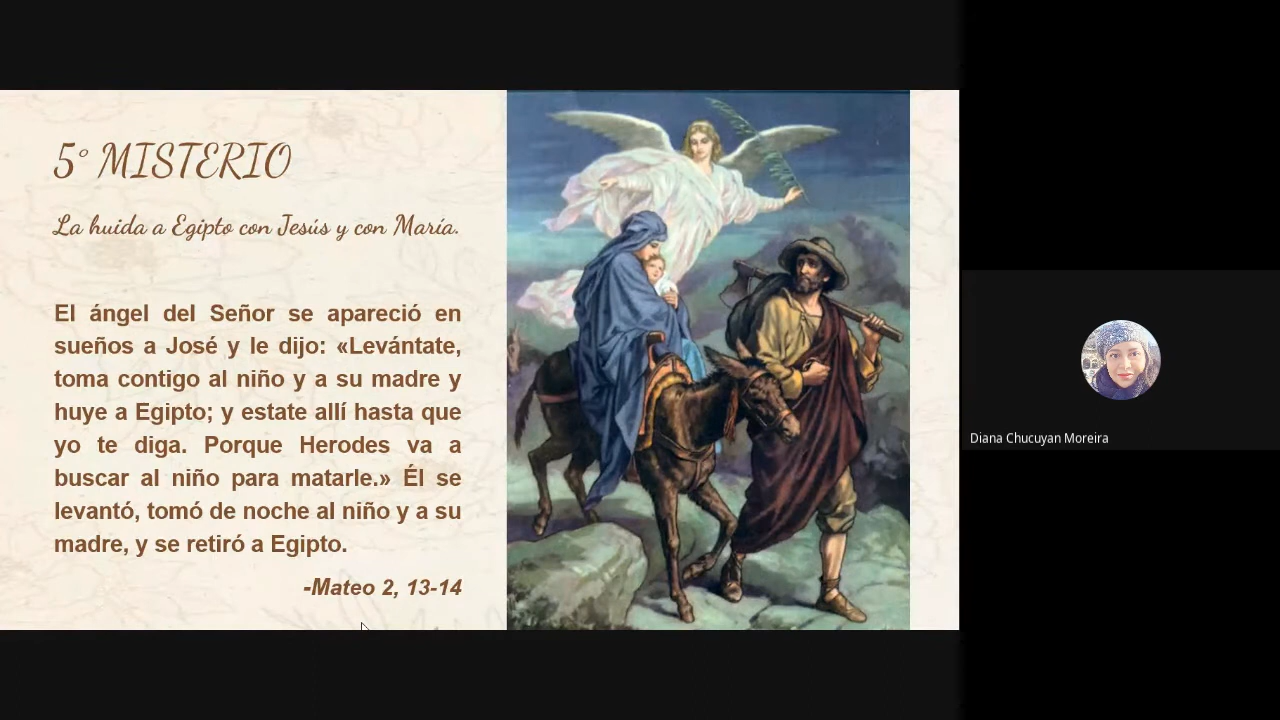 5° MISTERIO
La huida a Egipto con Jesús y con María.
El ángel del Señor se apareció en
sueños a José y le dijo: «Levántate,
toma contigo al niño y a su madre y
huye a Egipto; y estate allí hasta que
yo te diga. Porque Herodes va a
buscar al niño para matarle.» Él se
levantó, tomó de noche al niño y a su
madre, y se retiró a Egipto.
-Mateo 2, 13-14
Diana Chucuyan Moreira